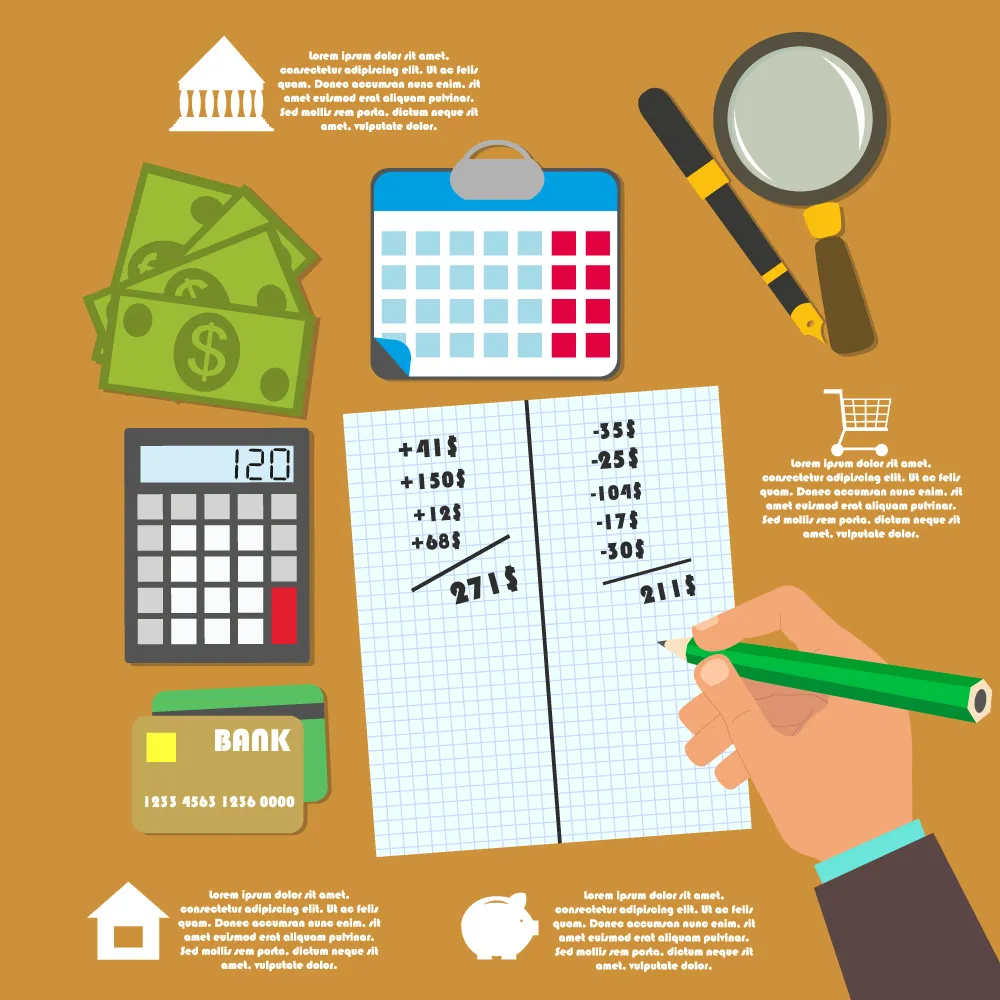 Lorem ipsum dolor sit amet,
consectetur adipiscing elit. Ut ac felis
quam. Donec accumsan nunc enim, sit
amet euismod erat aliquam pulvinar.
Sed mollis sem porta, dictum neque sit
amet, vulputate dolor.
$
120
+41$
+150$
+12$
+68$
271$
-35$
-25$
-104$
-17$
-30$
211$
Lorem ipsum dolor sit amet,
consectetur adipiscing elit. Ut ac felis
quam. Donec accumsan nunc enim, sit
amet euismod erat aliquam pulvinar.
Sed mollis sem porta, dictum neque sit
amet, vulputate dolor.
BANK
1233 4563 1236 0000
Lorem ipsum dolor sit amet,
consectetur adipiscing elit. Ut ac felis
quam. Donec accumsan nunc enim, sit
amet euismod erat aliquam pulvinar.
Sed mollis sem porta, dictum neque sit
amet, vulputate dolor.
Lorem ipsum dolor sit amet,
consectetur adipiscing elit. Ut ac felis
quam. Donec accumsan nunc enim, sit
amet euismod erat aliquam pulvinar.
Sed mollis sem porta, dictum neque sit
amet, vulputate dolor.